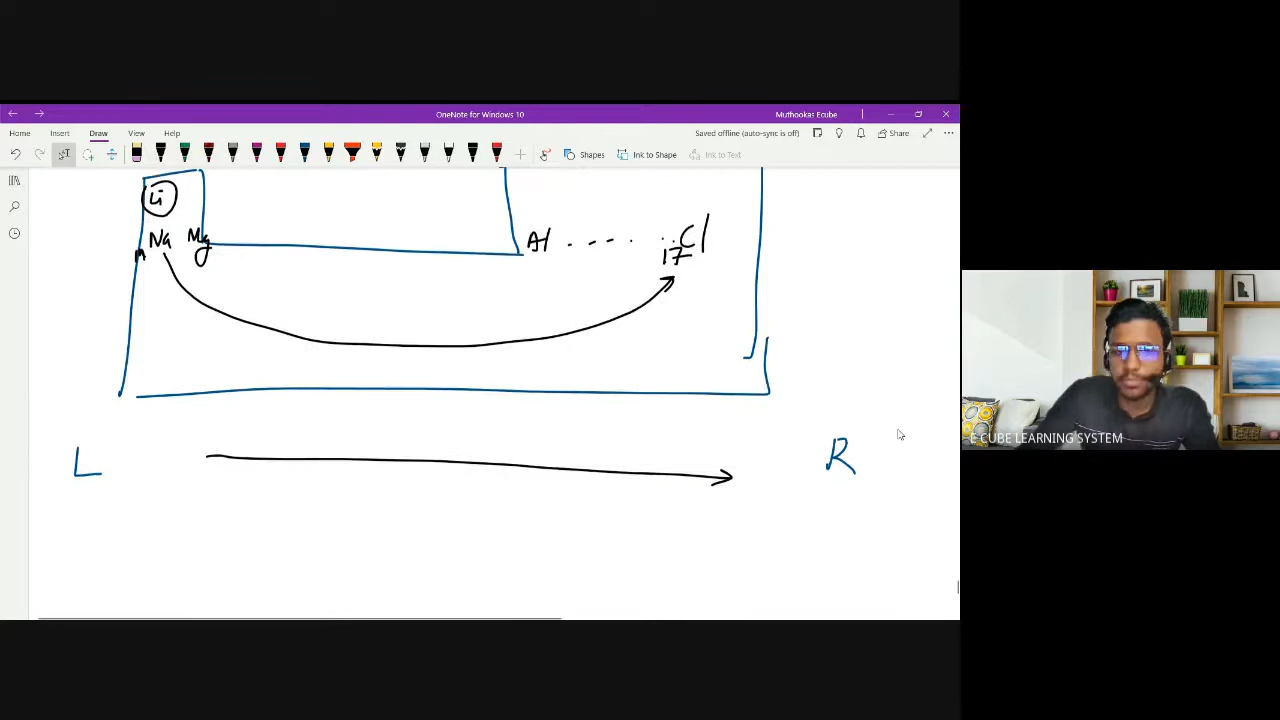 OneNote for Windows 10
Muthookas Ecube
Home Insert Draw View Help
Saved offline (auto-sync is off)
Share
Shapes
Ink to Shape
Ink to Text
Li
Na Mg
Al - - - - . . . Cl
17
L R
E CUBE LEARNING SYSTEM